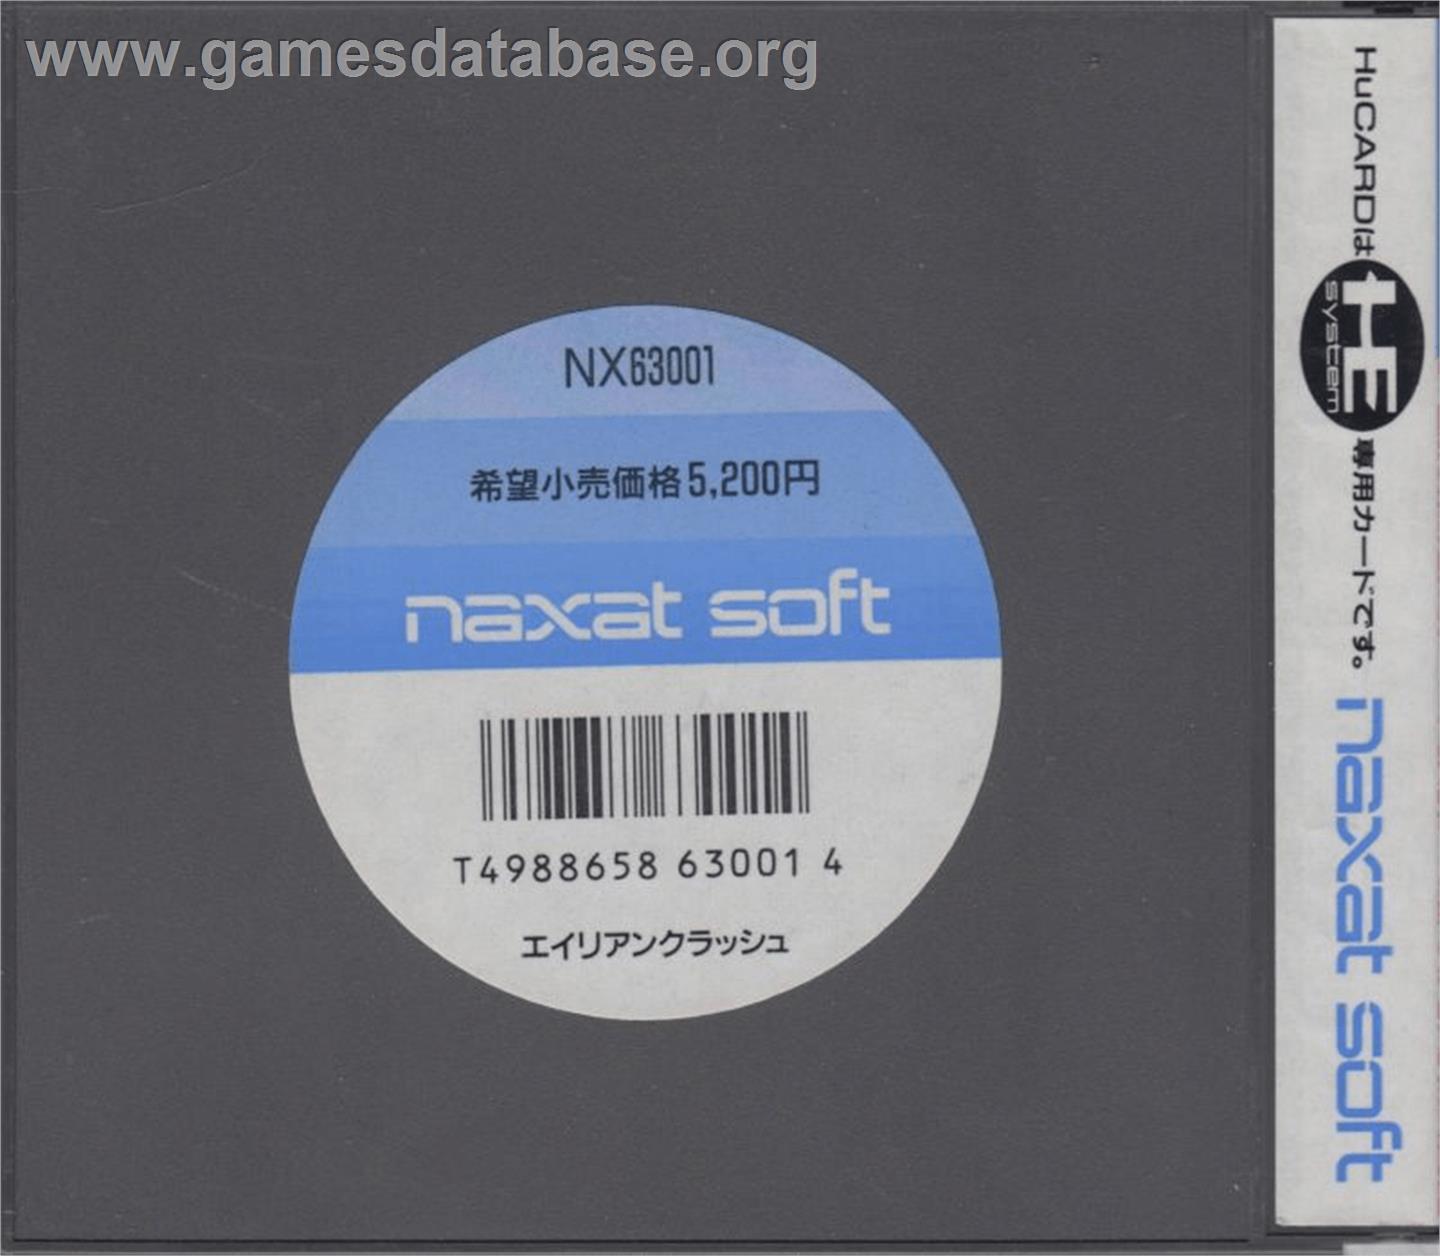 www.gamesdatabase.org
NX63001
希望小売価格5,200円
naxat soft
T4988658 63001 4
エイリアンクラッシュ
HuCARDは HE system 専用カードです。
naxat soft